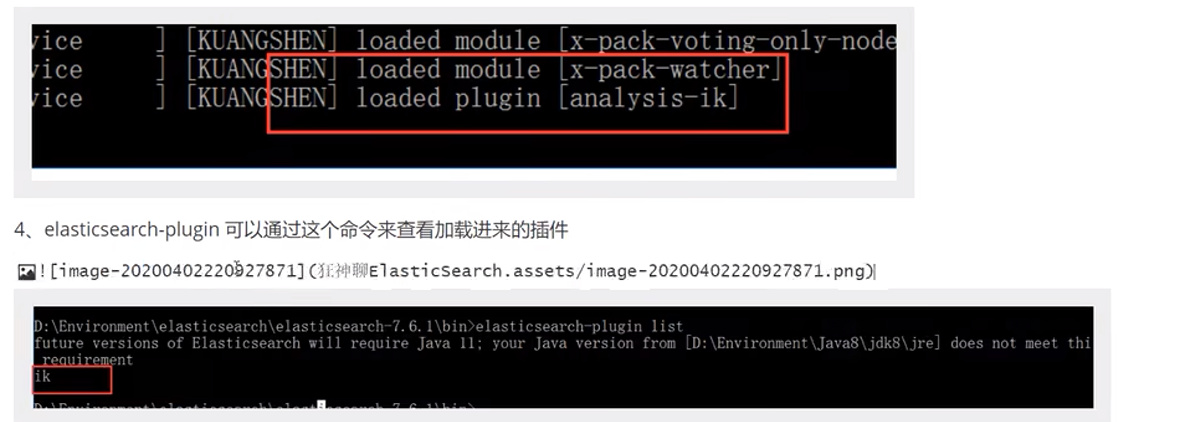 vice ] [KUANGSHEN] loaded module [x-pack-voting-only-node
vice ] [KUANGSHEN] loaded module [x-pack-watcher]
vice ] [KUANGSHEN] loaded plugin [analysis-ik]
4、elasticsearch-plugin 可以通过这个命令来查看加载进来的插件
![image-20200402220927871](狂神聊ElasticSearch.assets/image-20200402220927871.png)
D:\Environment\elasticsearch\elasticsearch-7.6.1\bin>elasticsearch-plugin list
future versions of Elasticsearch will require Java 11; your Java version from [D:\Environment\Java8\jdk8\jre] does not meet thi
requirement
ik
D:\Environment\elasticsearch\elasticsearch-7.6.1\bin>